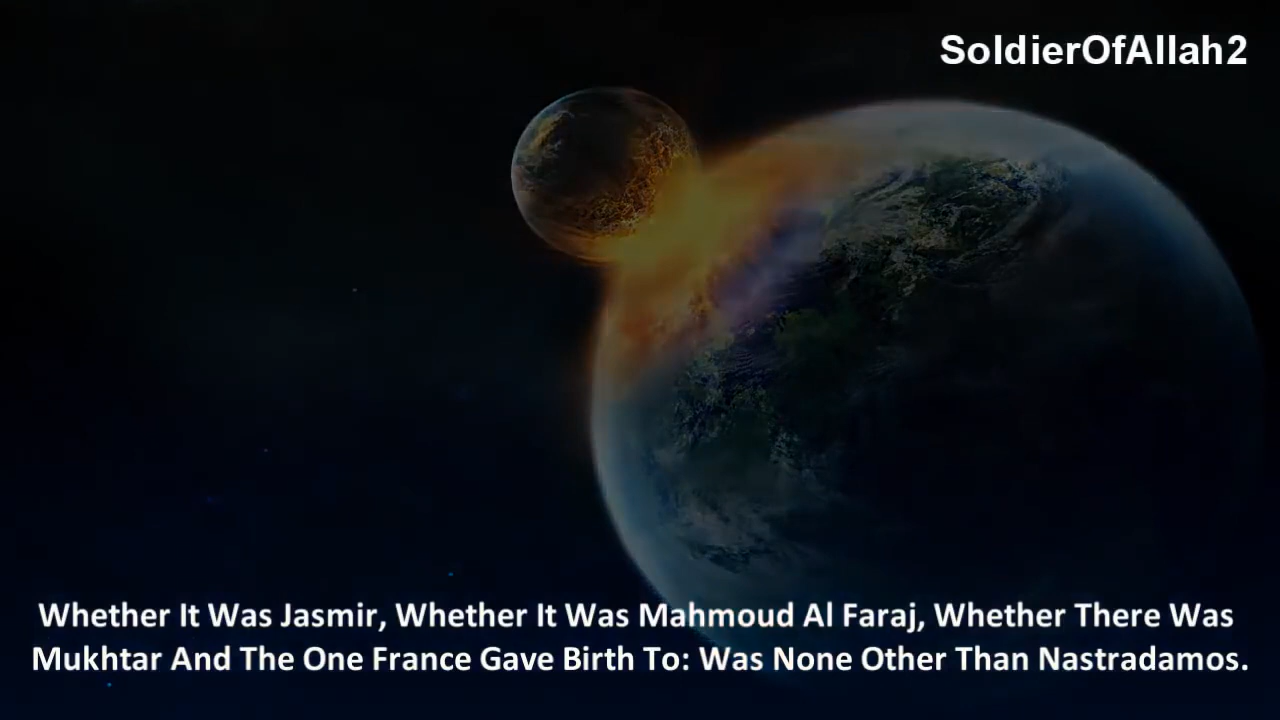 SoldierOfAllah2
Whether It Was Jasmir, Whether It Was Mahmoud Al Faraj, Whether There Was
Mukhtar And The One France Gave Birth To: Was None Other Than Nastradamos.